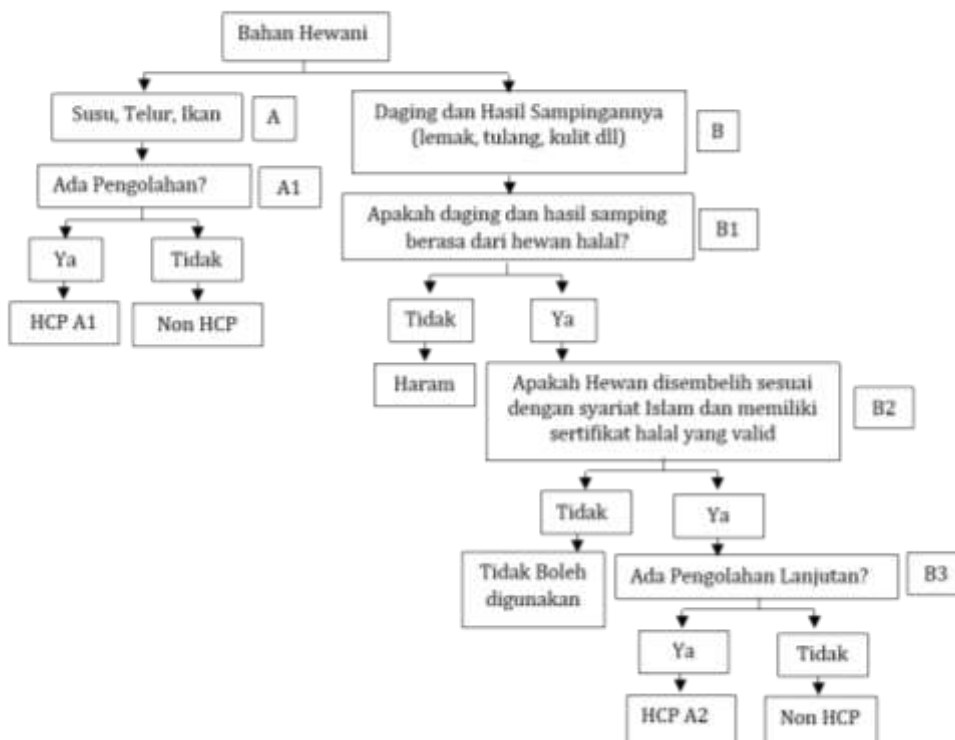 Bahan Hewani
Susu, Telur, Ikan
A
Daging dan Hasil Sampingannya
(lemak, tulang, kulit dll)
B
Ada Pengolahan?
A1
Apakah daging dan hasil samping
berasa dari hewan halal?
B1
Ya
Tidak
HCP A1
Non HCP
Tidak
Ya
Haram
Apakah Hewan disembelih sesuai
dengan syariat Islam dan memiliki
sertifikat halal yang valid
B2
Tidak
Ya
Tidak Boleh
digunakan
Ada Pengolahan Lanjutan?
B3
Ya
Tidak
HCP A2
Non HCP